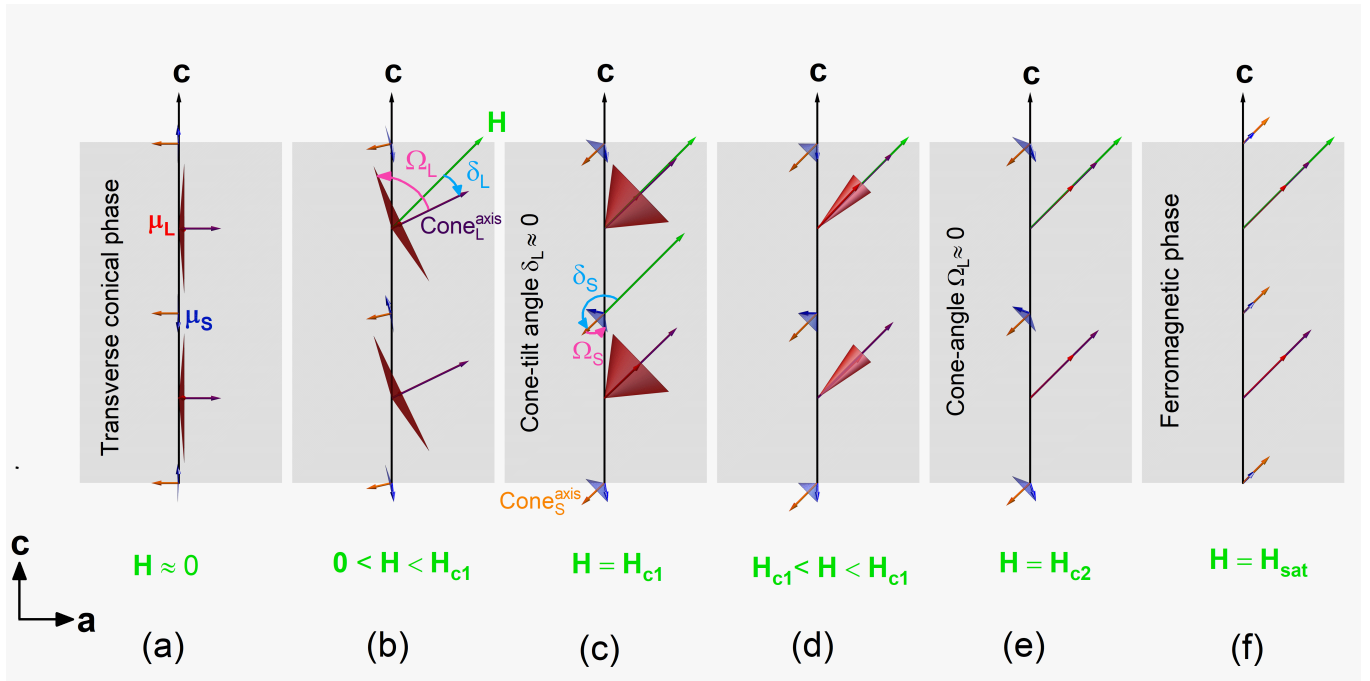 c c c c c c
H
Ω_L
δ_L
μ_L
Cone_L^axis
Transverse conical phase
Cone-tilt angle δ_L ≈ 0
Cone-angle Ω_L ≈ 0
Ferromagnetic phase
δ_S
μ_S
Ω_S
Cone_S^axis
c
a
H ≈ 0
0 < H < H_c1
H = H_c1
H_c1 < H < H_c1
H = H_c2
H = H_sat
(a) (b) (c) (d) (e) (f)